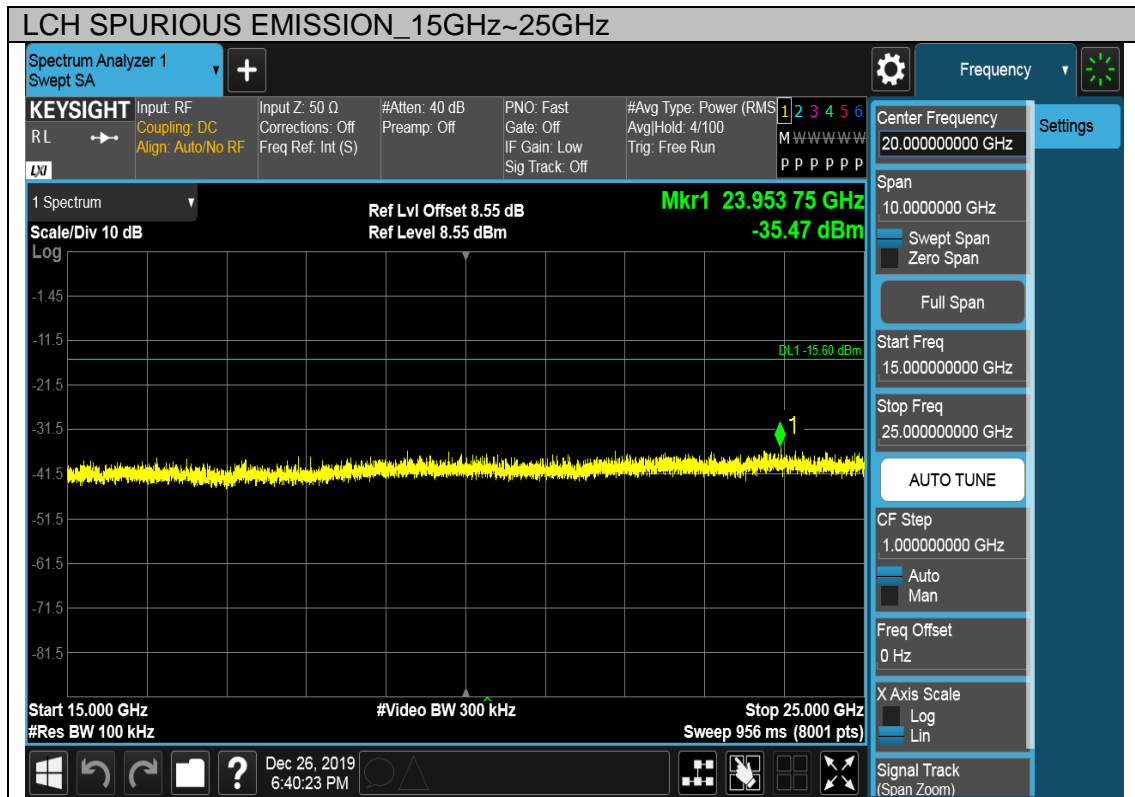 LCH SPURIOUS EMISSION_15GHz~25GHz
Spectrum Analyzer 1
Swept SA
+
Frequency
KEYSIGHT
RL
LXI
Input: RF
Coupling: DC
Align: Auto/No RF
Input Z: 50 Ω
Corrections: Off
Freq Ref: Int (S)
#Atten: 40 dB
Preamp: Off
PNO: Fast
Gate: Off
IF Gain: Low
Sig Track: Off
#Avg Type: Power (RMS
Avg|Hold: 4/100
Trig: Free Run
1 2 3 4 5 6
M W W W W W
P P P P P P
Center Frequency
20.000000000 GHz
Settings
1 Spectrum
Scale/Div 10 dB
Ref Lvl Offset 8.55 dB
Ref Level 8.55 dBm
Mkr1 23.953 75 GHz
-35.47 dBm
Span
10.0000000 GHz
Swept Span
Zero Span
Full Span
Start Freq
15.000000000 GHz
Stop Freq
25.000000000 GHz
AUTO TUNE
CF Step
1.000000000 GHz
Auto
Man
Freq Offset
0 Hz
X Axis Scale
Log
Lin
Signal Track
(Span Zoom)
Log
-1.45
-11.5
DL1 -15.60 dBm
-21.5
-31.5
1
-41.5
-51.5
-61.5
-71.5
-81.5
Start 15.000 GHz
#Video BW 300 kHz
Stop 25.000 GHz
#Res BW 100 kHz
Sweep 956 ms (8001 pts)
?
Dec 26, 2019
6:40:23 PM